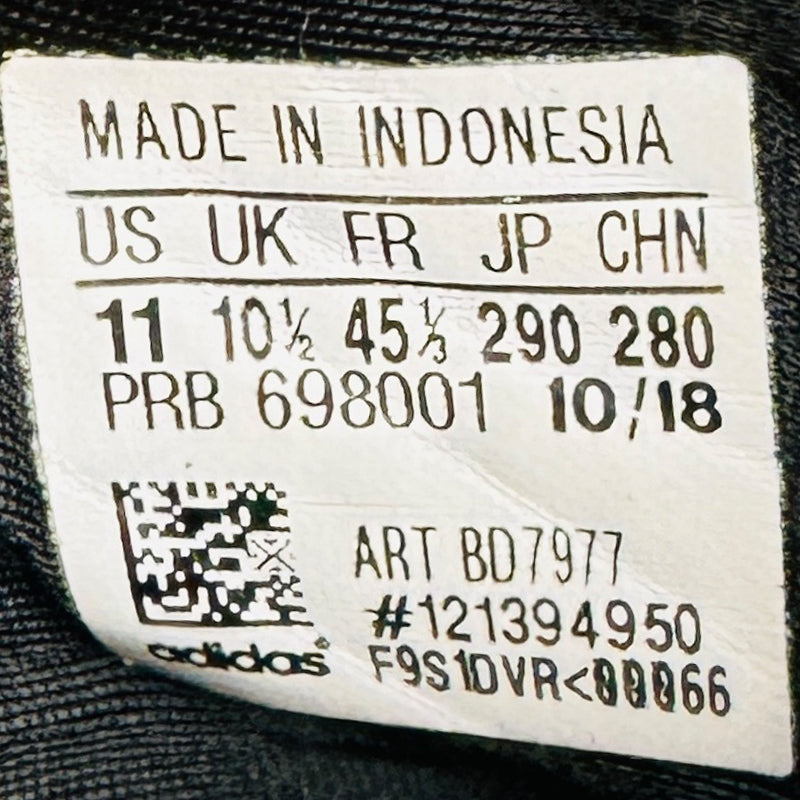 MADE IN INDONESIA
US UK FR JP CHN
11 10½ 45⅓ 290 280
PRB 698001 10/18
ART BD7977
#121394950
adidas® F9S1DVR<00066